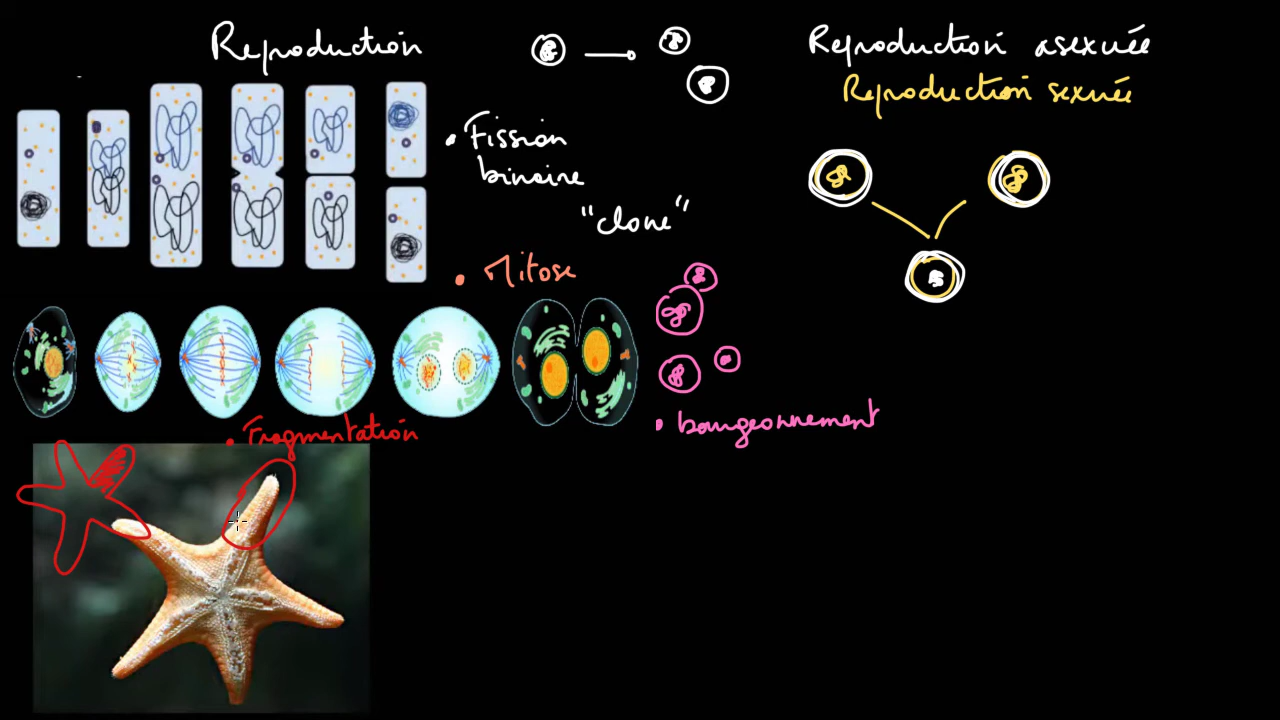 Reproduction
Reproduction asexuée
Reproduction sexuée
• Fission
binaire
"clone"
• Mitose
• bourgeonnement
• Fragmentation